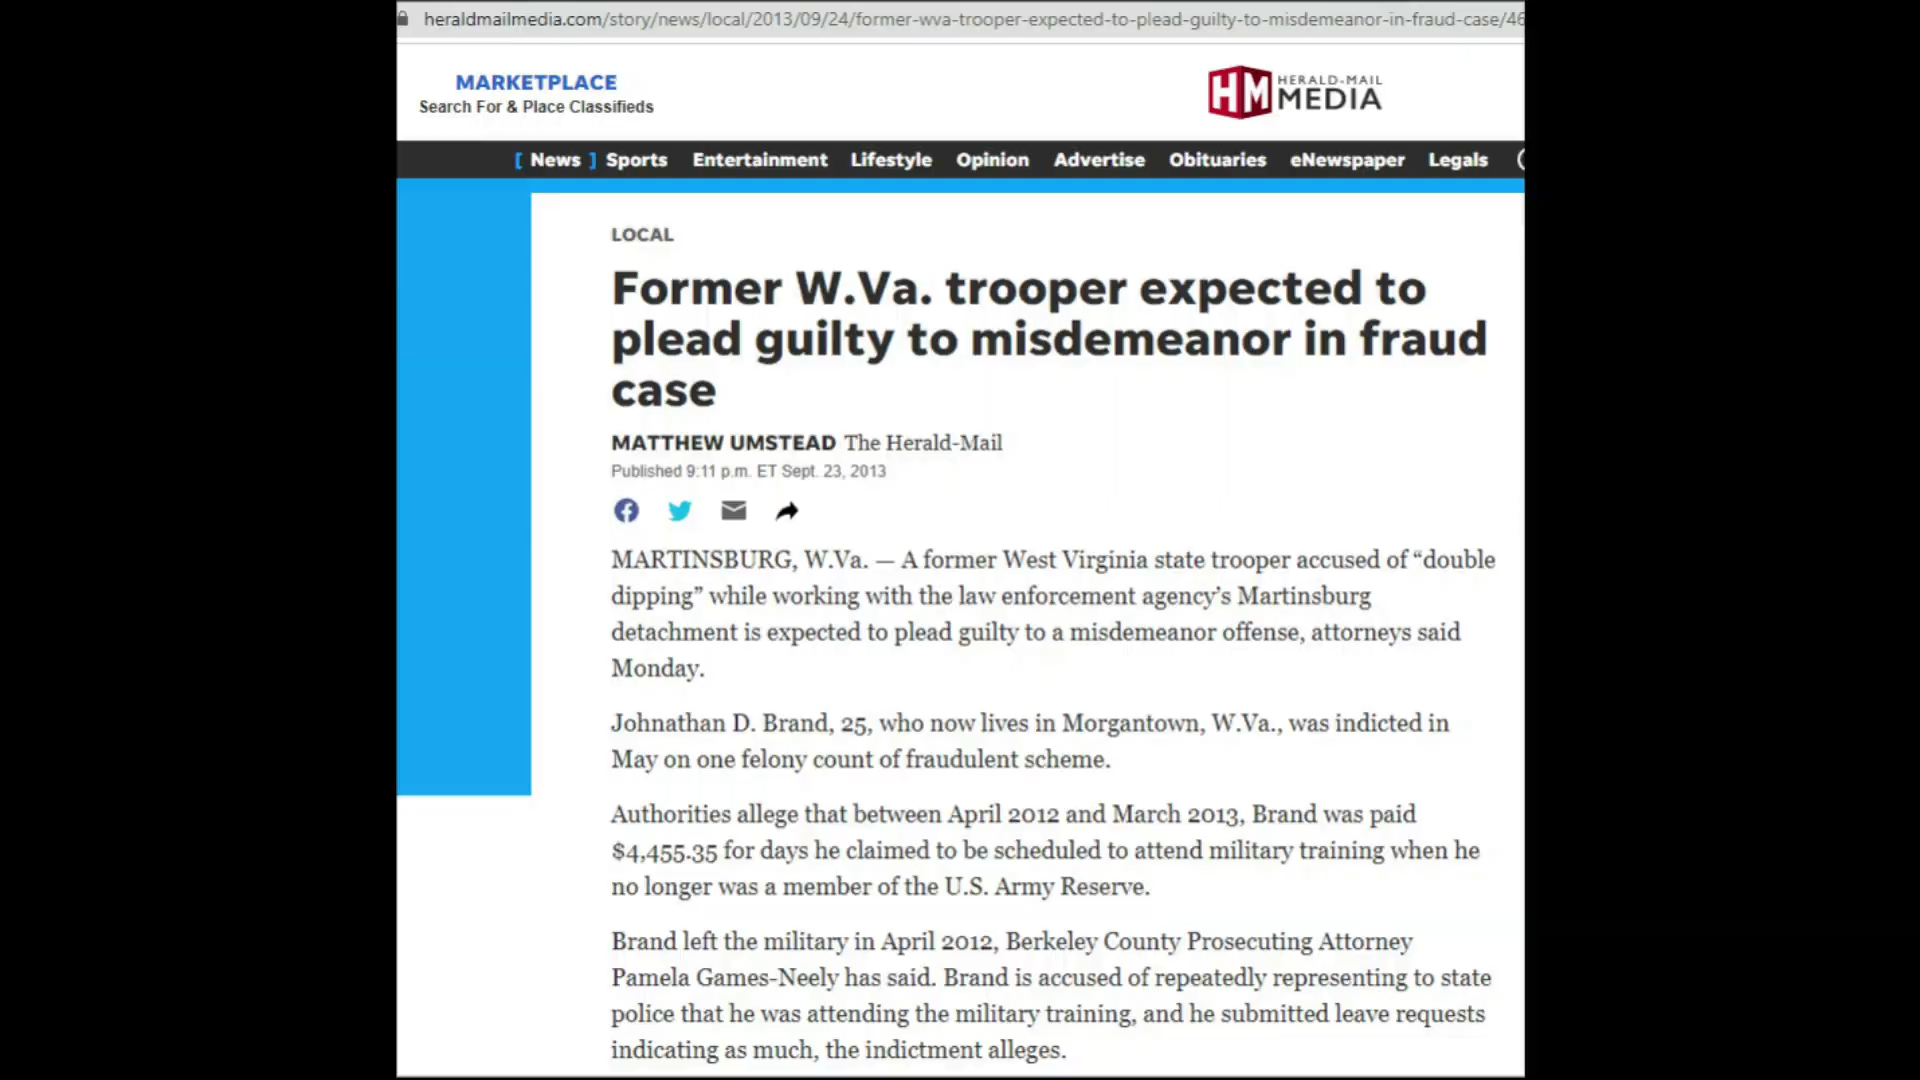 heraldmailmedia.com/story/news/local/2013/09/24/former-wva-trooper-expected-to-plead-guilty-to-misdemeanor-in-fraud-case/46
MARKETPLACE
Search For & Place Classifieds
HM HERALD-MAIL
MEDIA
[ News ] Sports Entertainment Lifestyle Opinion Advertise Obituaries eNewspaper Legals
LOCAL
Former W.Va. trooper expected to
plead guilty to misdemeanor in fraud
case
MATTHEW UMSTEAD The Herald-Mail
Published 9:11 p.m. ET Sept. 23, 2013
MARTINSBURG, W.Va. — A former West Virginia state trooper accused of “double
dipping” while working with the law enforcement agency’s Martinsburg
detachment is expected to plead guilty to a misdemeanor offense, attorneys said
Monday.
Johnathan D. Brand, 25, who now lives in Morgantown, W.Va., was indicted in
May on one felony count of fraudulent scheme.
Authorities allege that between April 2012 and March 2013, Brand was paid
$4,455.35 for days he claimed to be scheduled to attend military training when he
no longer was a member of the U.S. Army Reserve.
Brand left the military in April 2012, Berkeley County Prosecuting Attorney
Pamela Games-Neely has said. Brand is accused of repeatedly representing to state
police that he was attending the military training, and he submitted leave requests
indicating as much, the indictment alleges.